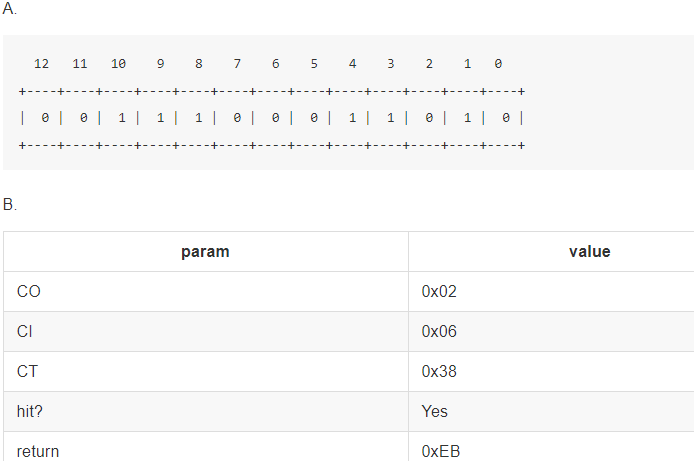 A.
12 11 10 9 8 7 6 5 4 3 2 1 0
+----+----+----+----+----+----+----+----+----+----+----+----+----+
| 0 | 0 | 1 | 1 | 1 | 0 | 0 | 0 | 1 | 1 | 0 | 1 | 0 |
+----+----+----+----+----+----+----+----+----+----+----+----+----+
B.
param value
CO 0x02
CI 0x06
CT 0x38
hit? Yes
return 0xEB